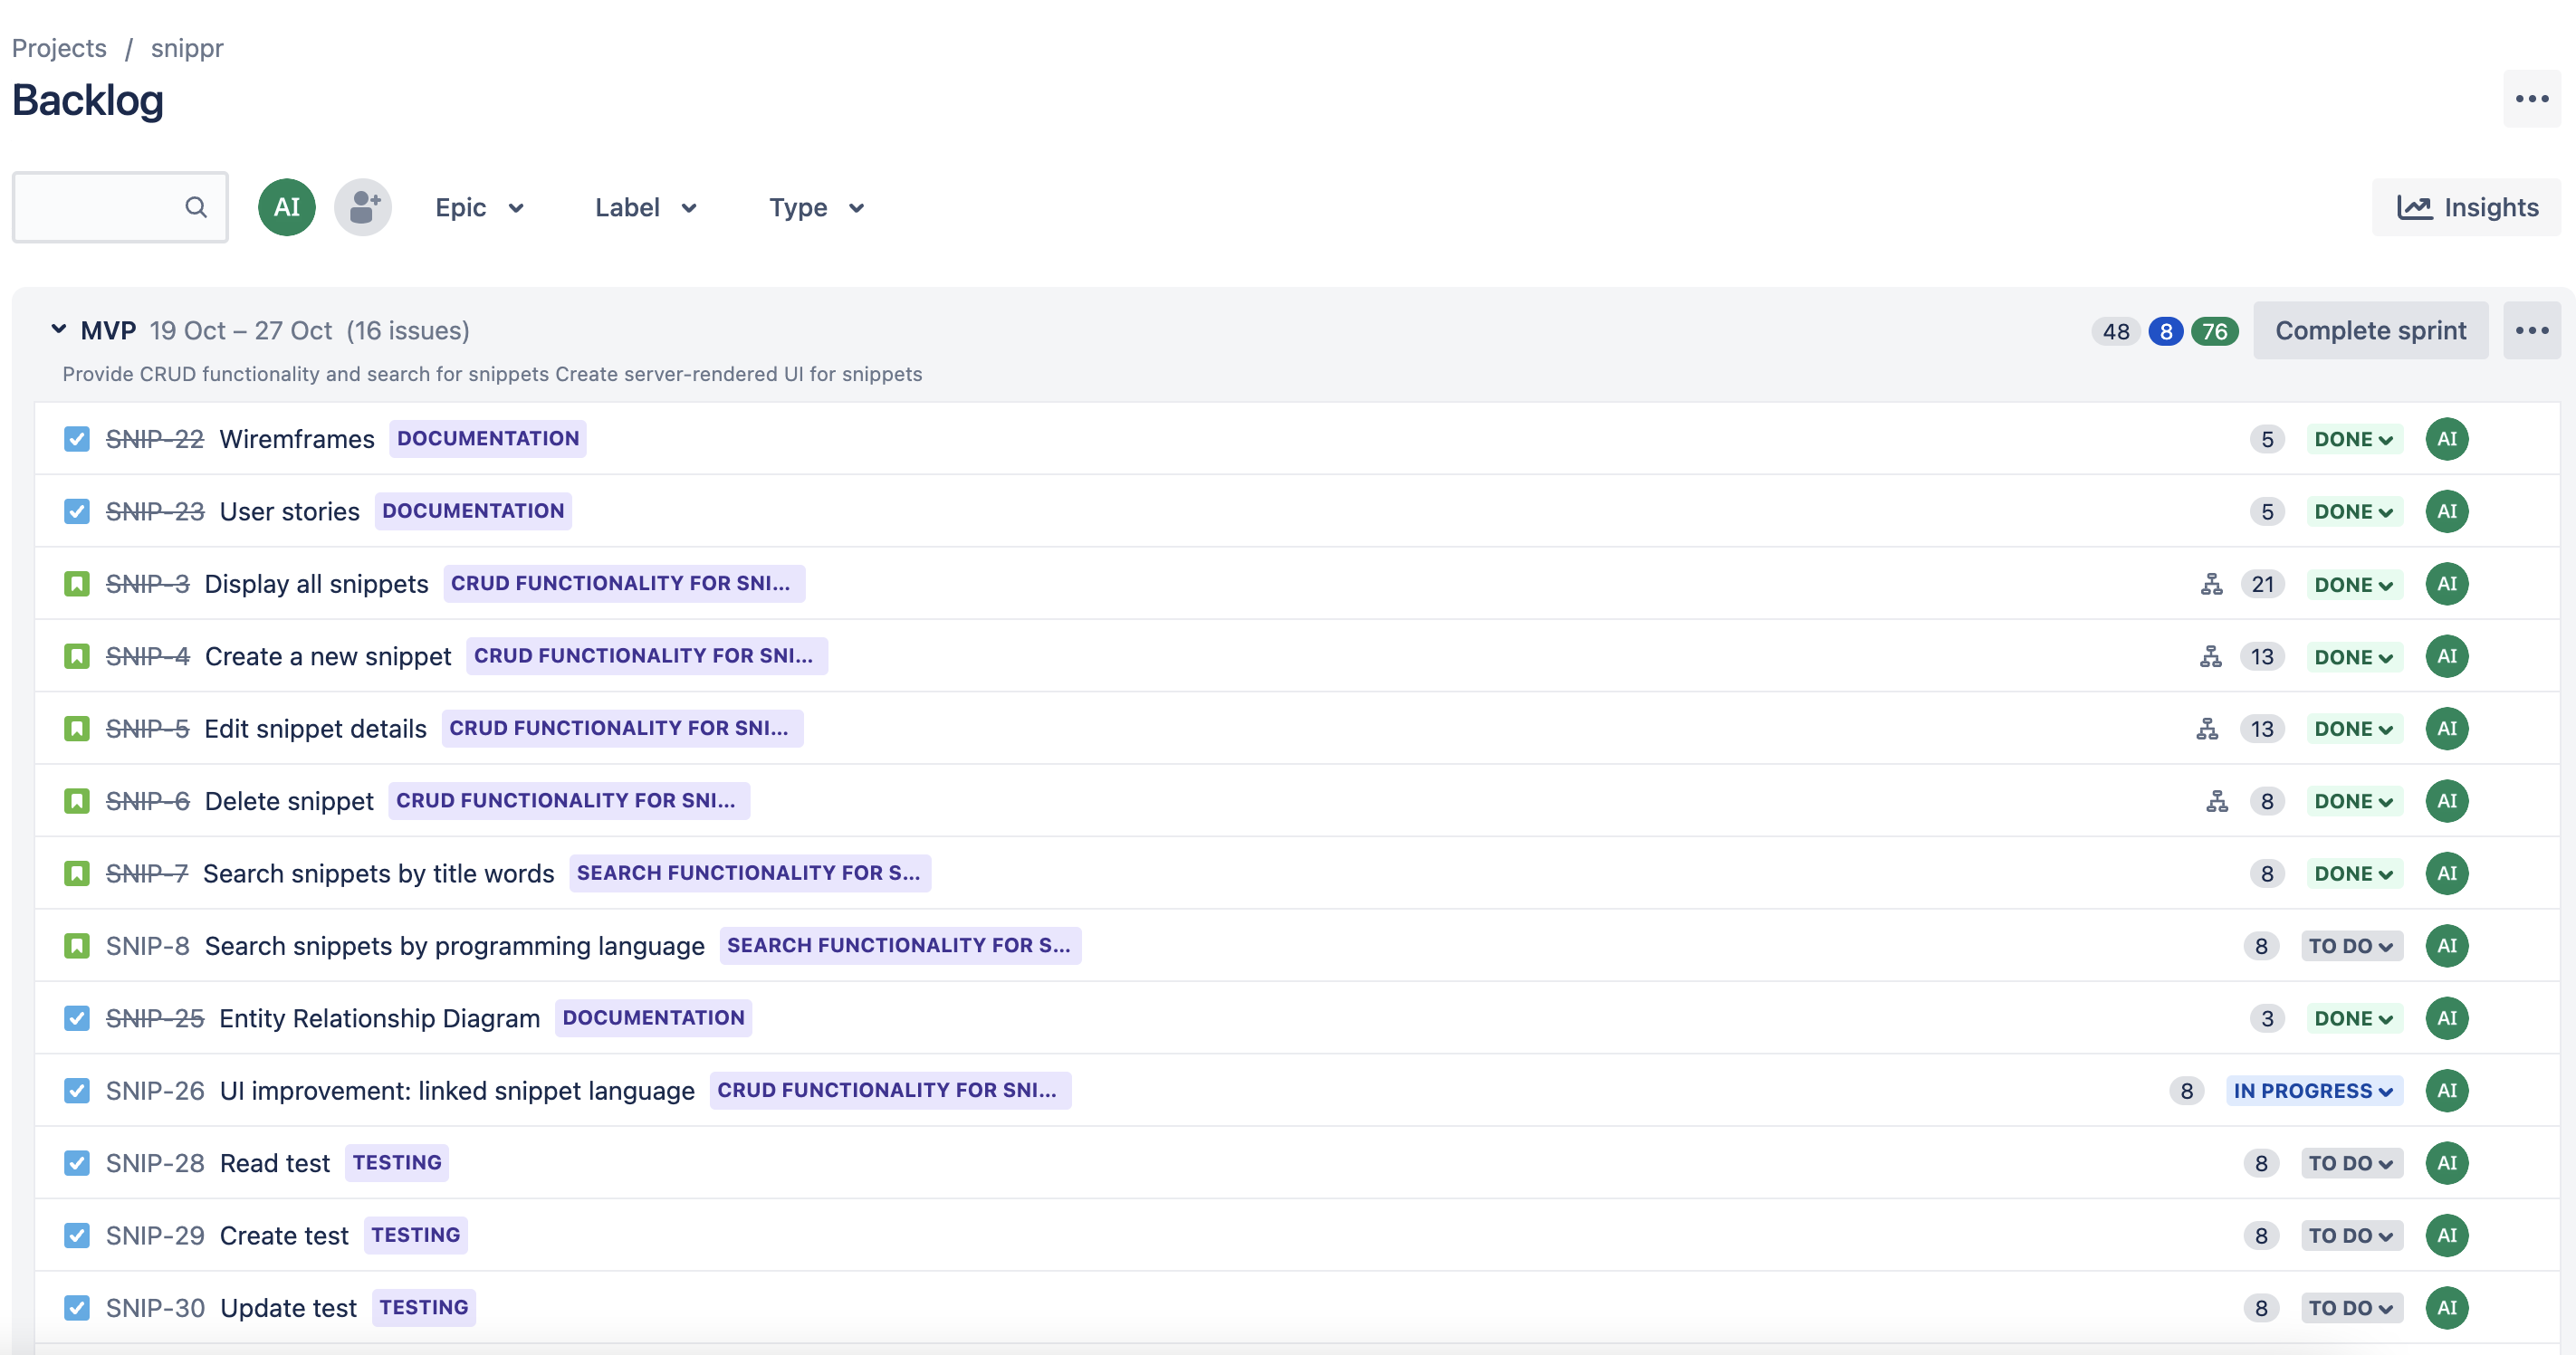 Projects / snippr
Backlog
AI Epic Label Type Insights
MVP 19 Oct – 27 Oct (16 issues) 48 8 76 Complete sprint
Provide CRUD functionality and search for snippets Create server-rendered UI for snippets
SNIP-22 Wiremframes DOCUMENTATION 5 DONE AI
SNIP-23 User stories DOCUMENTATION 5 DONE AI
SNIP-3 Display all snippets CRUD FUNCTIONALITY FOR SNI... 21 DONE AI
SNIP-4 Create a new snippet CRUD FUNCTIONALITY FOR SNI... 13 DONE AI
SNIP-5 Edit snippet details CRUD FUNCTIONALITY FOR SNI... 13 DONE AI
SNIP-6 Delete snippet CRUD FUNCTIONALITY FOR SNI... 8 DONE AI
SNIP-7 Search snippets by title words SEARCH FUNCTIONALITY FOR S... 8 DONE AI
SNIP-8 Search snippets by programming language SEARCH FUNCTIONALITY FOR S... 8 TO DO AI
SNIP-25 Entity Relationship Diagram DOCUMENTATION 3 DONE AI
SNIP-26 UI improvement: linked snippet language CRUD FUNCTIONALITY FOR SNI... 8 IN PROGRESS AI
SNIP-28 Read test TESTING 8 TO DO AI
SNIP-29 Create test TESTING 8 TO DO AI
SNIP-30 Update test TESTING 8 TO DO AI